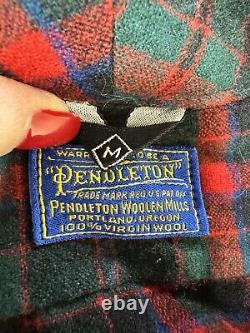 M
WARRANTED TO BE A
"PENDLETON"
TRADE MARK REG. U.S. PAT. OFF.
PENDLETON WOOLEN MILLS
PORTLAND, OREGON
100% VIRGIN WOOL